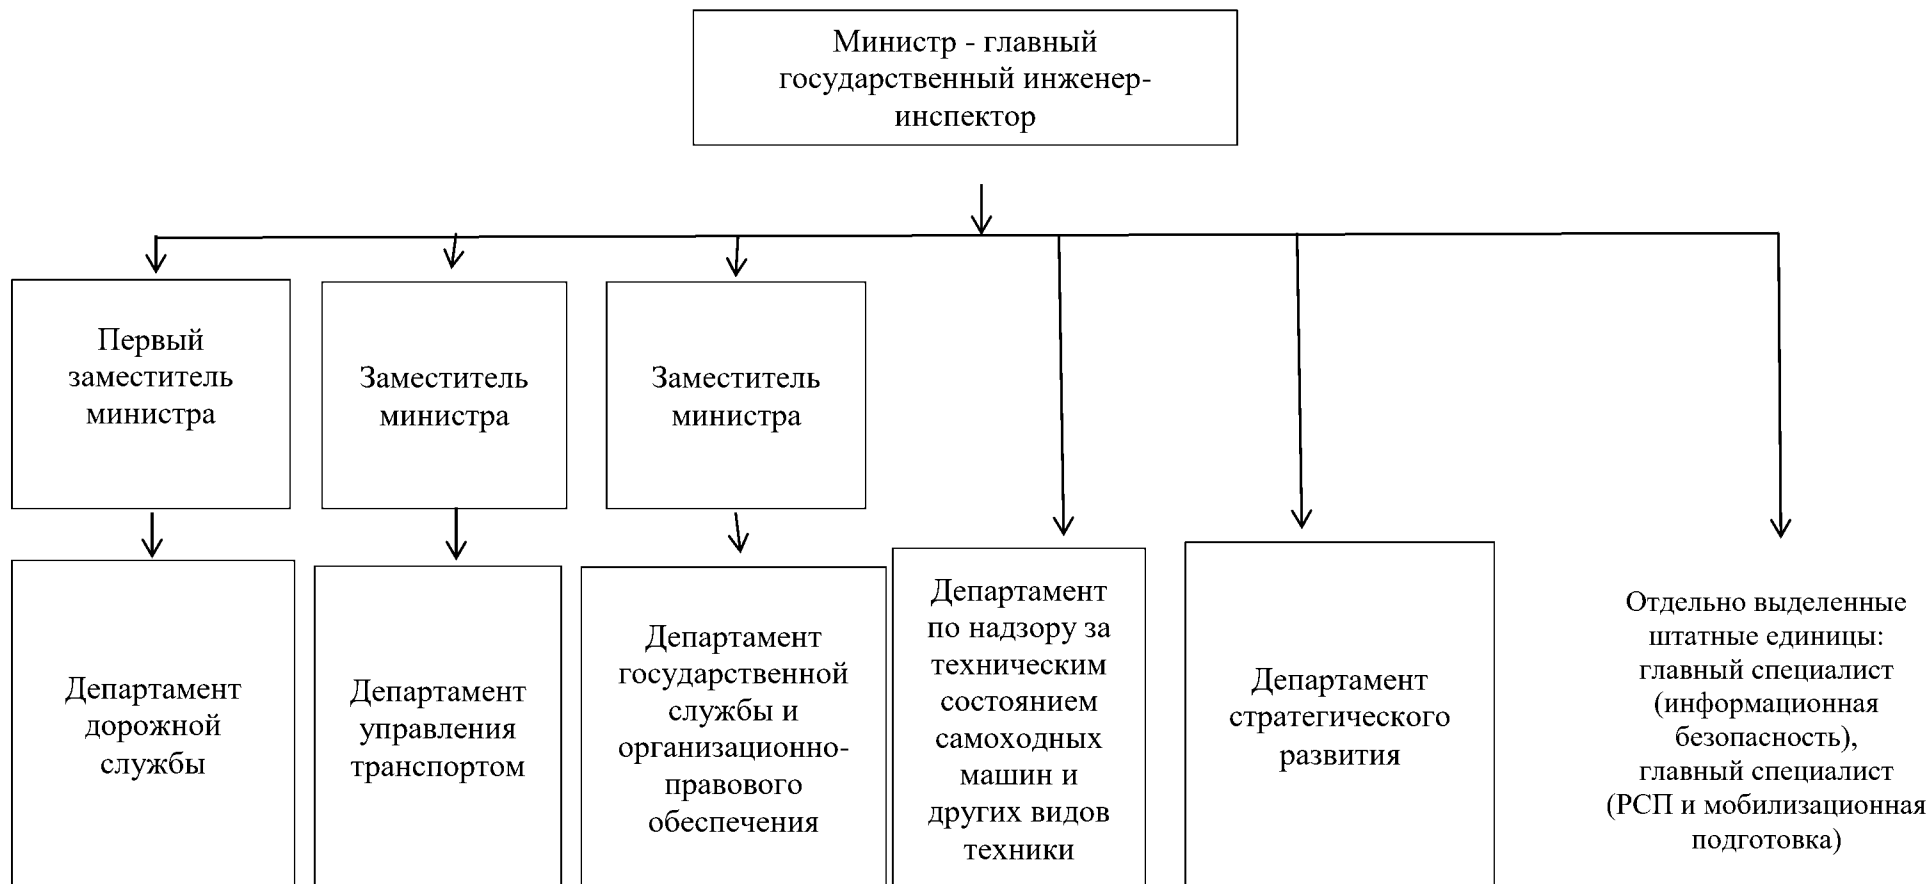 Министр - главный
государственный инженер-
инспектор
Первый
заместитель
министра
Заместитель
министра
Заместитель
министра
Департамент
дорожной
службы
Департамент
управления
транспортом
Департамент
государственной
службы и
организационно-
правового
обеспечения
Департамент
по надзору за
техническим
состоянием
самоходных
машин и
других видов
техники
Департамент
стратегического
развития
Отдельно выделенные
штатные единицы:
главный специалист
(информационная
безопасность),
главный специалист
(РСП и мобилизационная
подготовка)